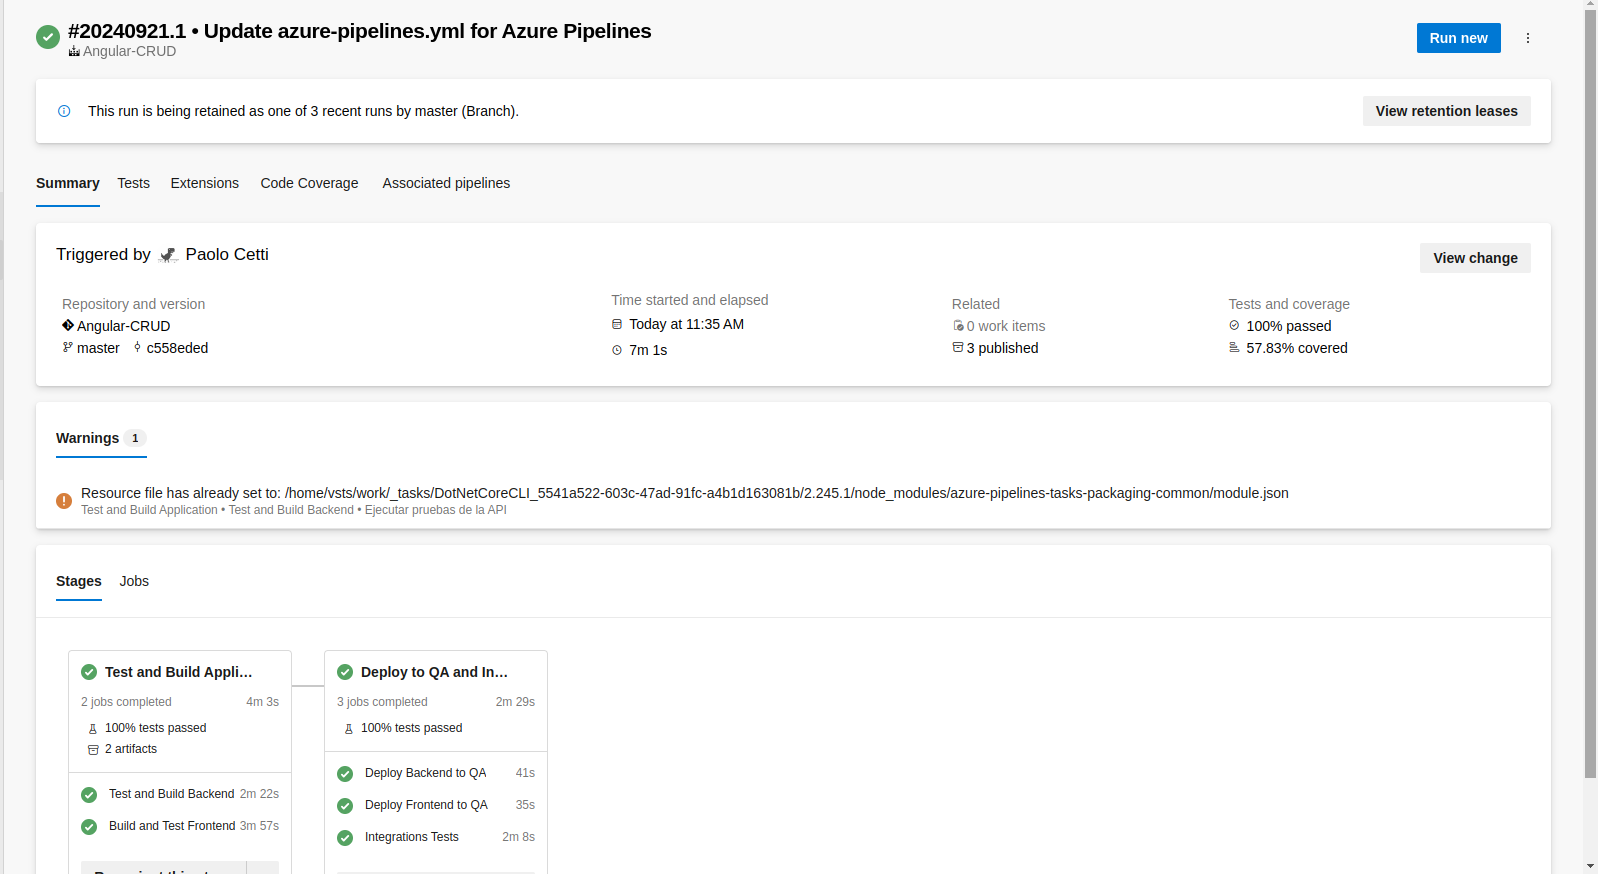 #20240921.1 • Update azure-pipelines.yml for Azure Pipelines
Angular-CRUD
Run new
This run is being retained as one of 3 recent runs by master (Branch).
View retention leases
Summary Tests Extensions Code Coverage Associated pipelines
Triggered by Paolo Cetti
View change
Repository and version
Angular-CRUD
master c558eded
Time started and elapsed
Today at 11:35 AM
7m 1s
Related
0 work items
3 published
Tests and coverage
100% passed
57.83% covered
Warnings 1
Resource file has already set to: /home/vsts/work/_tasks/DotNetCoreCLI_5541a522-603c-47ad-91fc-a4b1d163081b/2.245.1/node_modules/azure-pipelines-tasks-packaging-common/module.json
Test and Build Application • Test and Build Backend • Ejecutar pruebas de la API
Stages Jobs
Test and Build Appli…
2 jobs completed 4m 3s
100% tests passed
2 artifacts
Test and Build Backend 2m 22s
Build and Test Frontend 3m 57s
Deploy to QA and In…
3 jobs completed 2m 29s
100% tests passed
Deploy Backend to QA 41s
Deploy Frontend to QA 35s
Integrations Tests 2m 8s